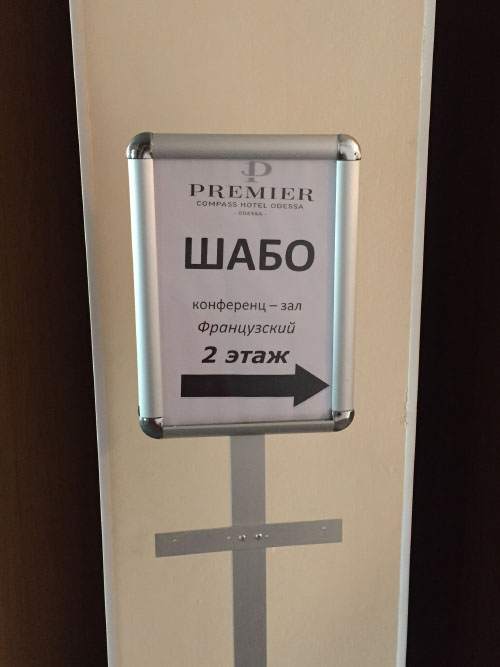 PREMIER
COMPASS HOTEL ODESSA
- ODESSA -
ШАБО
конференц – зал
Французский
2 этаж